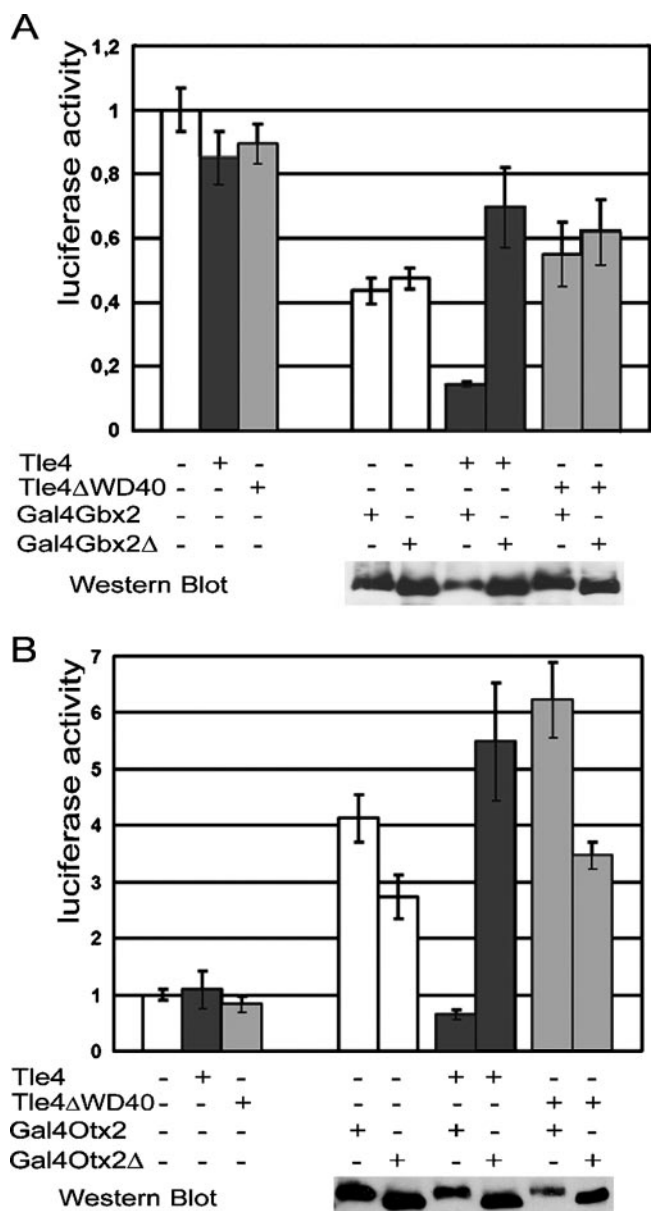 A
1,2
1
0,8
0,6
0,4
0,2
0
luciferase activity
Tle4 - + - - - + + - -
Tle4ΔWD40 - - + - - - - + +
Gal4Gbx2 - - - + - + - + -
Gal4Gbx2Δ - - - - + - + - +
Western Blot
B
7
6
5
4
3
2
1
0
luciferase activity
Tle4 - + - - - + + - -
Tle4ΔWD40 - - + - - - - + +
Gal4Otx2 - - - + - + - + -
Gal4Otx2Δ - - - - + - + - +
Western Blot